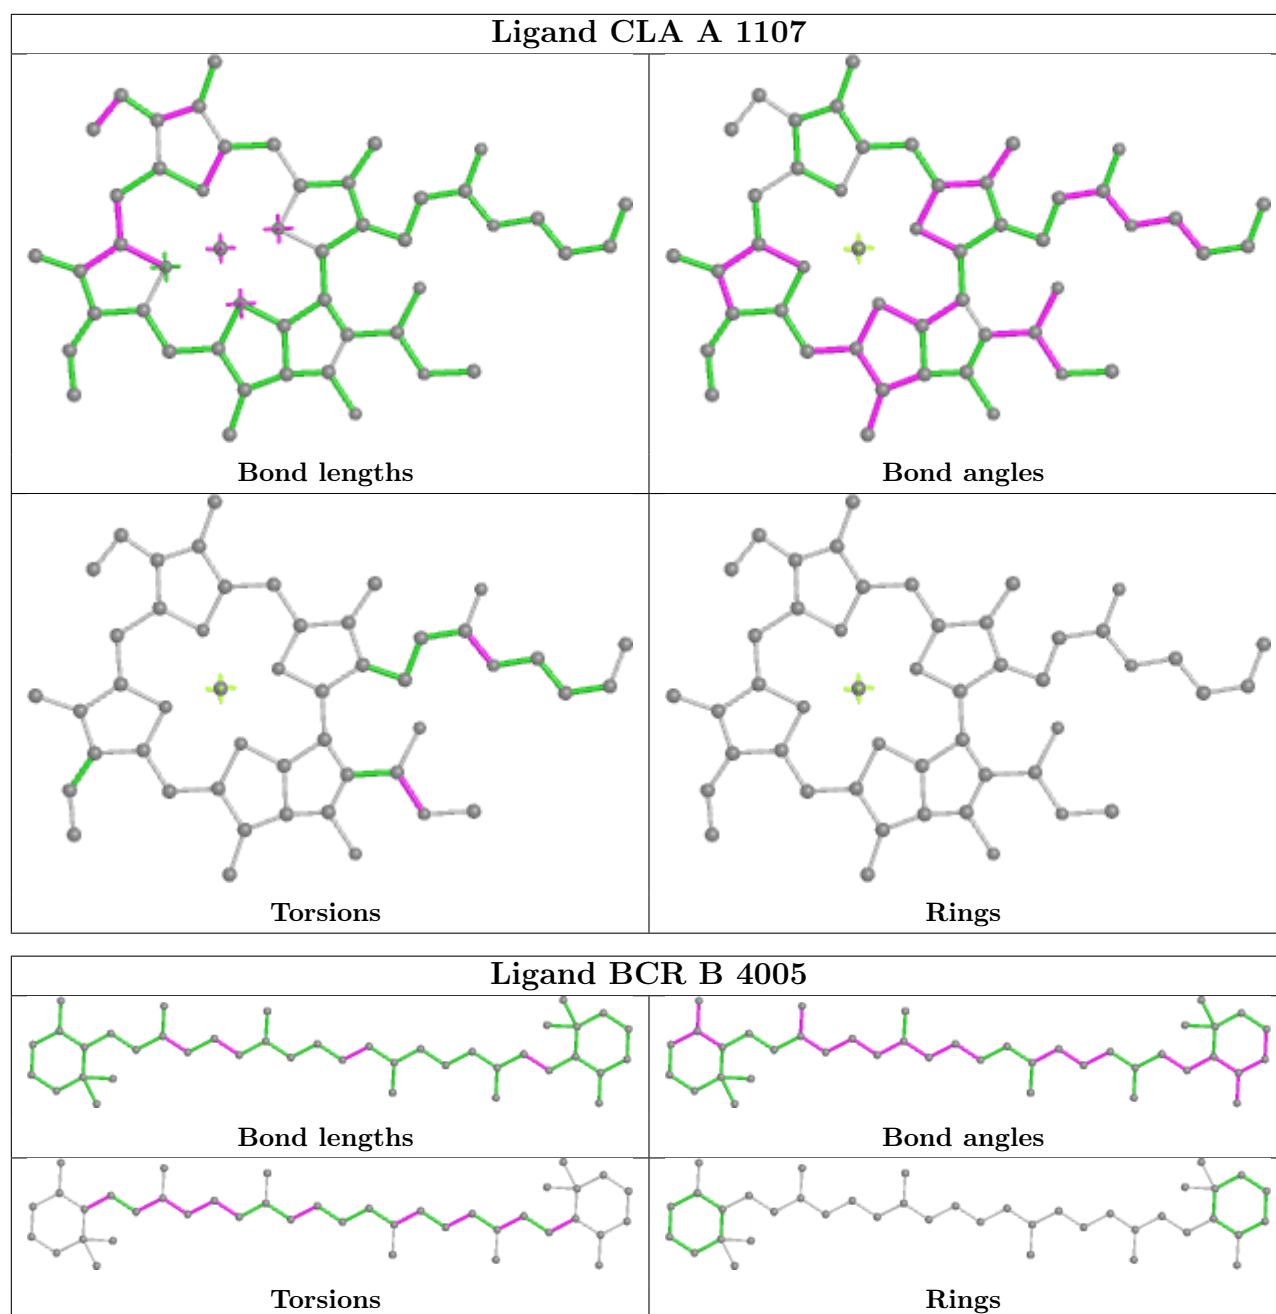 Ligand CLA A 1107
Bond lengths
Bond angles
Torsions
Rings
Ligand BCR B 4005
Bond lengths
Bond angles
Torsions
Rings